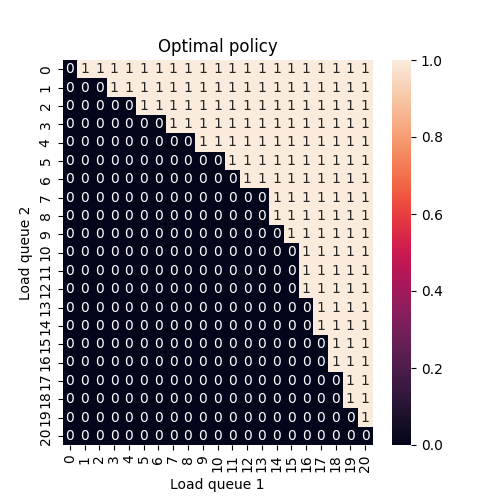 Optimal policy
Load queue 2
0 0 1 1 1 1 1 1 1 1 1 1 1 1 1 1 1 1 1 1 1 1
1 0 0 0 1 1 1 1 1 1 1 1 1 1 1 1 1 1 1 1 1 1
2 0 0 0 0 0 1 1 1 1 1 1 1 1 1 1 1 1 1 1 1 1
3 0 0 0 0 0 0 0 1 1 1 1 1 1 1 1 1 1 1 1 1 1
4 0 0 0 0 0 0 0 0 0 1 1 1 1 1 1 1 1 1 1 1 1
5 0 0 0 0 0 0 0 0 0 0 0 1 1 1 1 1 1 1 1 1 1
6 0 0 0 0 0 0 0 0 0 0 0 0 1 1 1 1 1 1 1 1 1
7 0 0 0 0 0 0 0 0 0 0 0 0 0 0 1 1 1 1 1 1 1
8 0 0 0 0 0 0 0 0 0 0 0 0 0 0 1 1 1 1 1 1 1
9 0 0 0 0 0 0 0 0 0 0 0 0 0 0 0 1 1 1 1 1 1
10 0 0 0 0 0 0 0 0 0 0 0 0 0 0 0 0 1 1 1 1 1
11 0 0 0 0 0 0 0 0 0 0 0 0 0 0 0 0 1 1 1 1 1
12 0 0 0 0 0 0 0 0 0 0 0 0 0 0 0 0 1 1 1 1 1
13 0 0 0 0 0 0 0 0 0 0 0 0 0 0 0 0 0 1 1 1 1
14 0 0 0 0 0 0 0 0 0 0 0 0 0 0 0 0 0 1 1 1 1
15 0 0 0 0 0 0 0 0 0 0 0 0 0 0 0 0 0 0 1 1 1
16 0 0 0 0 0 0 0 0 0 0 0 0 0 0 0 0 0 0 1 1 1
17 0 0 0 0 0 0 0 0 0 0 0 0 0 0 0 0 0 0 0 1 1
18 0 0 0 0 0 0 0 0 0 0 0 0 0 0 0 0 0 0 0 1 1
19 0 0 0 0 0 0 0 0 0 0 0 0 0 0 0 0 0 0 0 0 1
20 0 0 0 0 0 0 0 0 0 0 0 0 0 0 0 0 0 0 0 0 0
0 1 2 3 4 5 6 7 8 9 10 11 12 13 14 15 16 17 18 19 20
Load queue 1
1.0
0.8
0.6
0.4
0.2
0.0